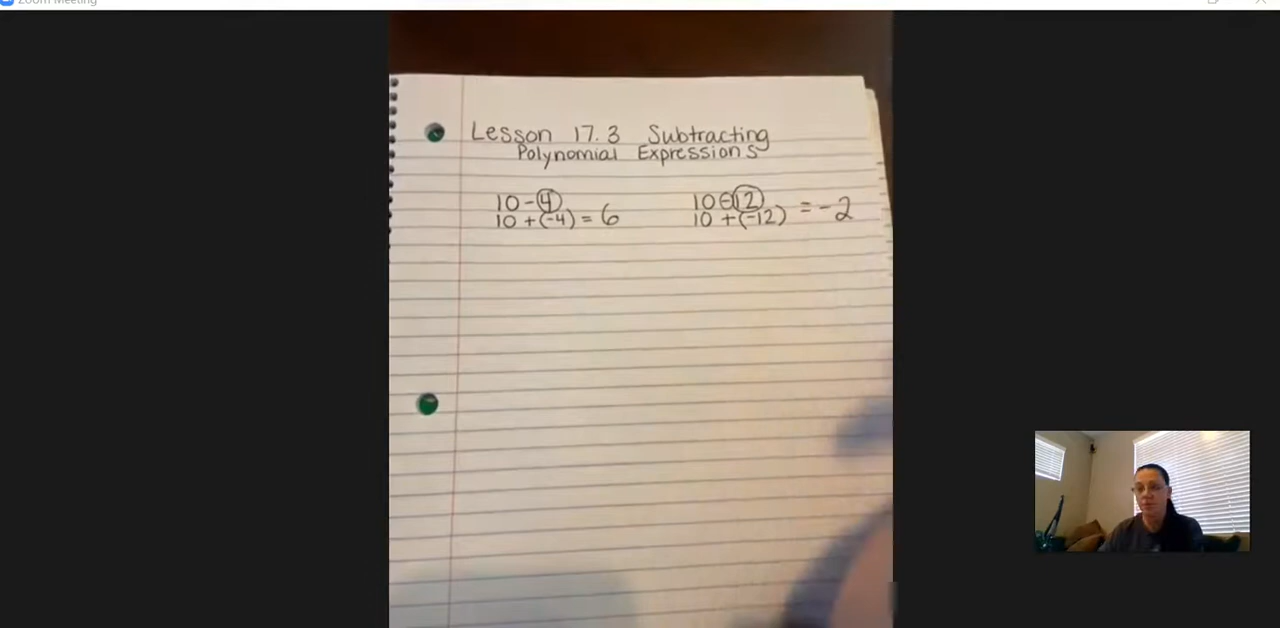 Zoom Meeting
Lesson 17.3 Subtracting
Polynomial Expressions
10 - 4
10 + (-4) = 6
10 - 12
10 + (-12) = -2